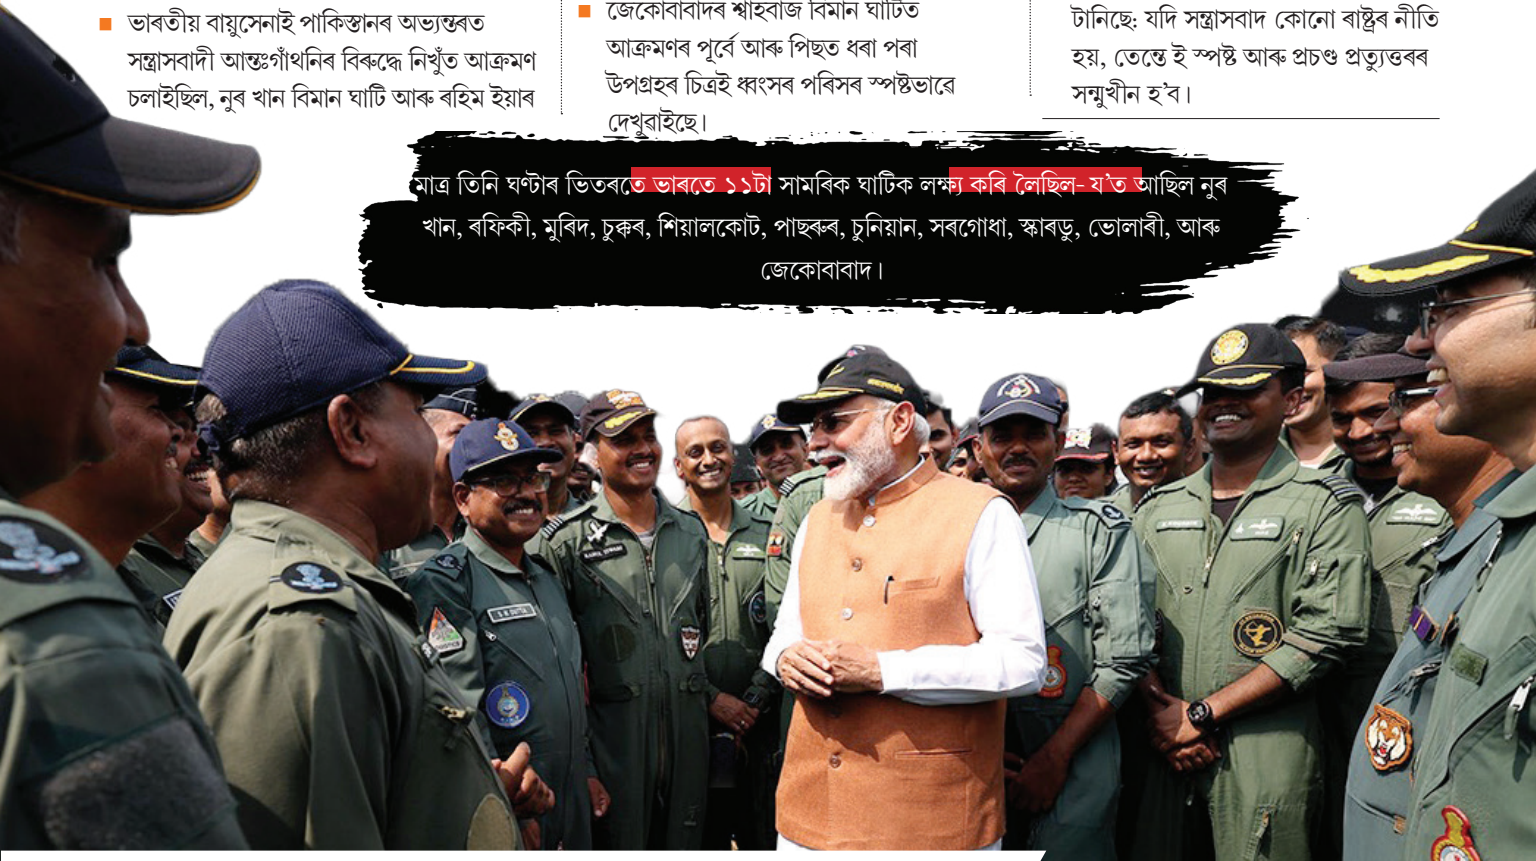 ভাৰতীয় বায়ুসেনাই পাকিস্তানৰ অভ্যন্তৰত
সন্ত্ৰাসবাদী আন্তঃগাঁথনিৰ বিৰুদ্ধে নিখুঁত আক্ৰমণ
চলাইছিল, নুৰ খান বিমান ঘাটি আৰু ৰহিম ইয়াৰ
জেকোবাবাদৰ শ্বাহবাজ বিমান ঘাটিত
আক্ৰমণৰ পূৰ্বে আৰু পিছত ধৰা পৰা
উপগ্ৰহৰ চিত্ৰই ধ্বংসৰ পৰিসৰ স্পষ্টভাৱে
দেখুৱাইছে।
টানিছে: যদি সন্ত্ৰাসবাদ কোনো ৰাষ্ট্ৰৰ নীতি
হয়, তেন্তে ই স্পষ্ট আৰু প্ৰচণ্ড প্ৰত্যুত্তৰৰ
সন্মুখীন হ’ব।
মাত্ৰ তিনি ঘণ্টাৰ ভিতৰতে ভাৰতে ১১টা সামৰিক ঘাটিক লক্ষ্য কৰি লৈছিল- য’ত আছিল নুৰ
খান, ৰফিকী, মুৰিদ, চুক্কৰ, শিয়ালকোট, পাছৰুৰ, চুনিয়ান, সৰগোধা, স্কাৰডু, ভোলাৰী, আৰু
জেকোবাবাদ।
S M DUTTA